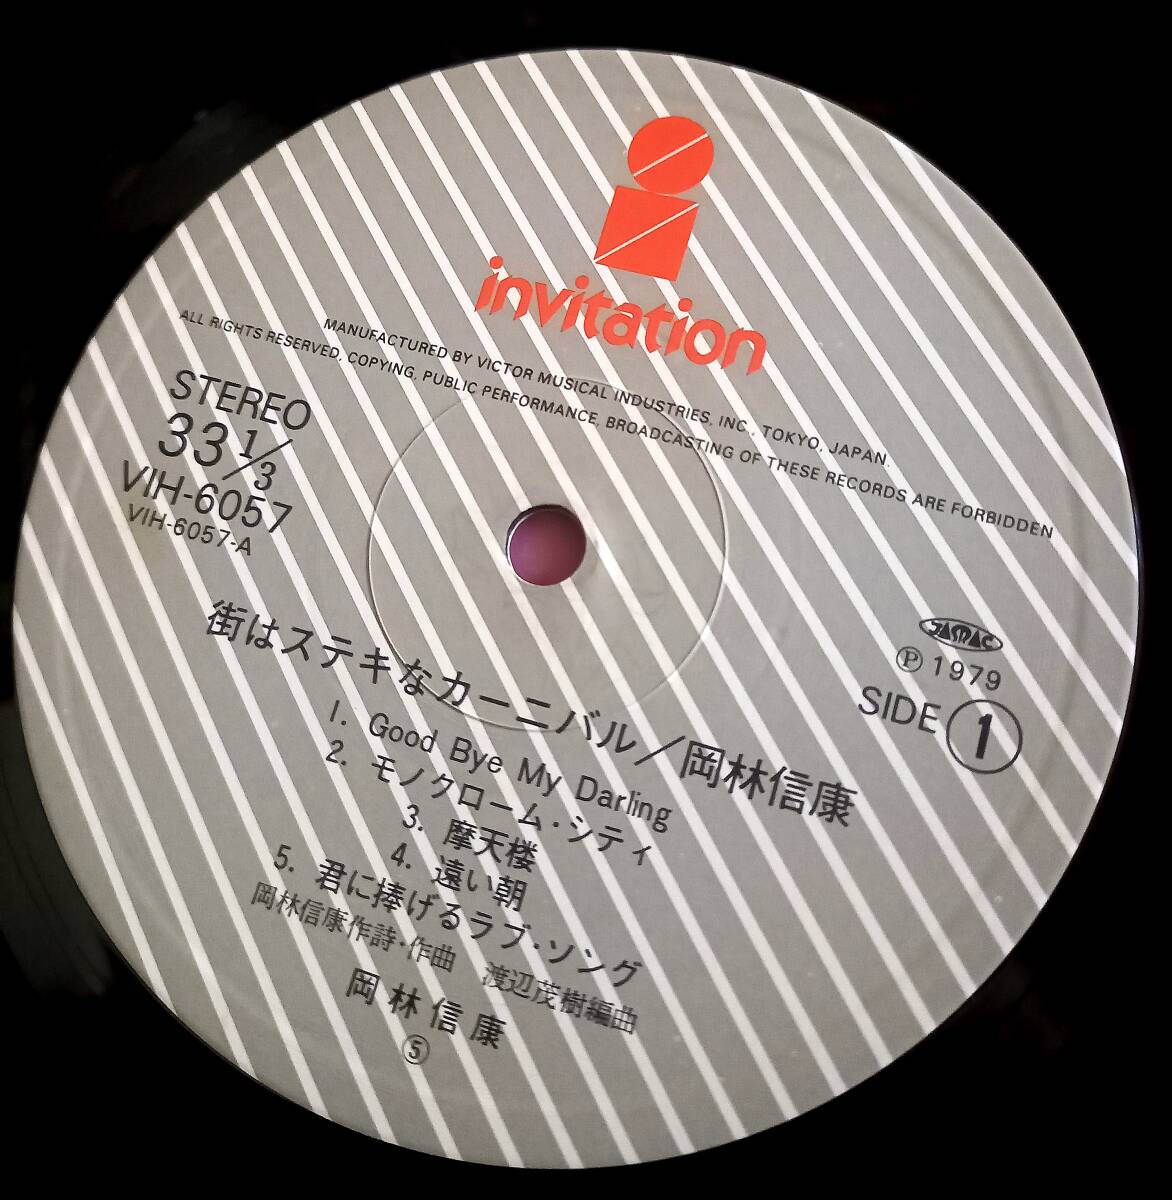 invitation
MANUFACTURED BY VICTOR MUSICAL INDUSTRIES, INC., TOKYO, JAPAN.
ALL RIGHTS RESERVED, COPYING, PUBLIC PERFORMANCE, BROADCASTING OF THESE RECORDS ARE FORBIDDEN
STEREO
33 1/3
VIH-6057
VIH-6057-A
JASRAC
Ⓟ 1979
SIDE 1
街はステキなカーニバル/岡林信康
1. Good Bye My Darling
2. モノクローム・シティ
3. 摩天楼
4. 遠い朝
5. 君に捧げるラブ・ソング
岡林信康作詩・作曲 渡辺茂樹編曲
岡林信康
⑤